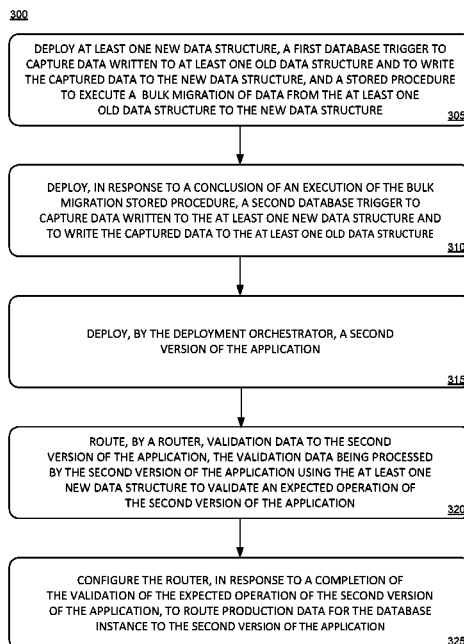 300
DEPLOY AT LEAST ONE NEW DATA STRUCTURE, A FIRST DATABASE TRIGGER TO
CAPTURE DATA WRITTEN TO AT LEAST ONE OLD DATA STRUCTURE AND TO WRITE
THE CAPTURED DATA TO THE NEW DATA STRUCTURE, AND A STORED PROCEDURE
TO EXECUTE A BULK MIGRATION OF DATA FROM THE AT LEAST ONE
OLD DATA STRUCTURE TO THE NEW DATA STRUCTURE
305
DEPLOY, IN RESPONSE TO A CONCLUSION OF AN EXECUTION OF THE BULK
MIGRATION STORED PROCEDURE, A SECOND DATABASE TRIGGER TO
CAPTURE DATA WRITTEN TO THE AT LEAST ONE NEW DATA STRUCTURE AND
TO WRITE THE CAPTURED DATA TO THE AT LEAST ONE OLD DATA STRUCTURE
310
DEPLOY, BY THE DEPLOYMENT ORCHESTRATOR, A SECOND
VERSION OF THE APPLICATION
315
ROUTE, BY A ROUTER, VALIDATION DATA TO THE SECOND
VERSION OF THE APPLICATION, THE VALIDATION DATA BEING PROCESSED
BY THE SECOND VERSION OF THE APPLICATION USING THE AT LEAST ONE
NEW DATA STRUCTURE TO VALIDATE AN EXPECTED OPERATION OF
THE SECOND VERSION OF THE APPLICATION
320
CONFIGURE THE ROUTER, IN RESPONSE TO A COMPLETION OF
THE VALIDATION OF THE EXPECTED OPERATION OF THE SECOND VERSION
OF THE APPLICATION, TO ROUTE PRODUCTION DATA FOR THE DATABASE
INSTANCE TO THE SECOND VERSION OF THE APPLICATION
325